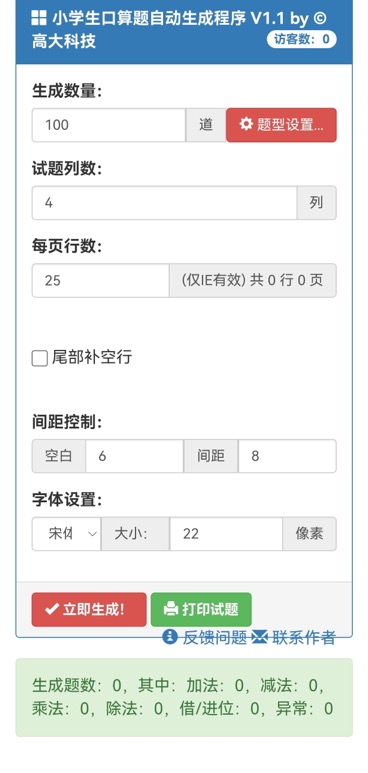 小学生口算题自动生成程序 V1.1 by ©
高大科技 访客数：0
生成数量：
100 道 题型设置...
试题列数：
4 列
每页行数：
25 (仅IE有效) 共 0 行 0 页
尾部补空行
间距控制：
空白 6 间距 8
字体设置：
宋体 大小： 22 像素
立即生成！ 打印试题
反馈问题 联系作者
生成题数：0，其中：加法：0，减法：0，
乘法：0，除法：0，借/进位：0，异常：0